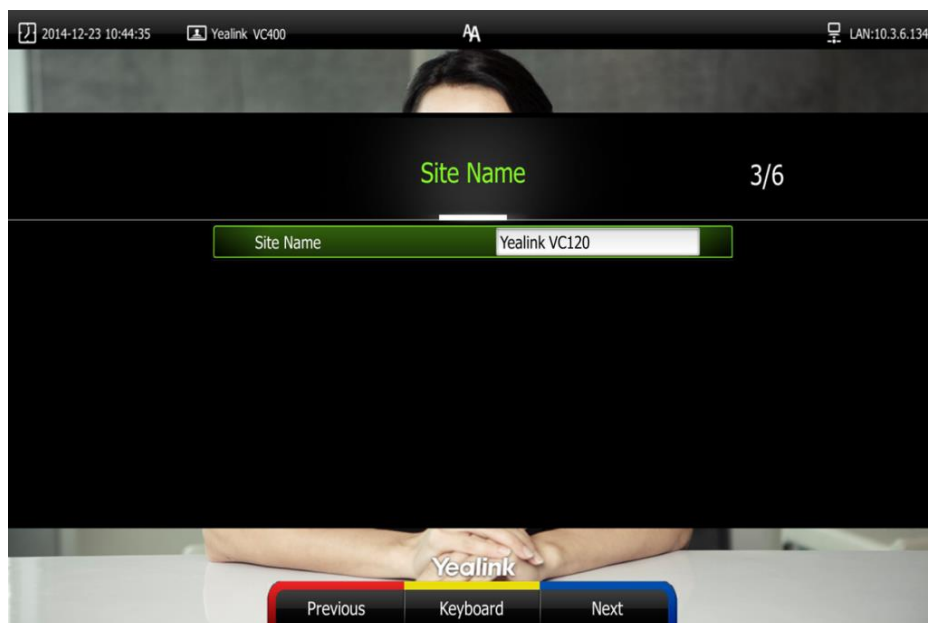 2014-12-23 10:44:35 Yealink VC400 AA LAN:10.3.6.134
Site Name 3/6
Site Name Yealink VC120
Yealink
Previous Keyboard Next